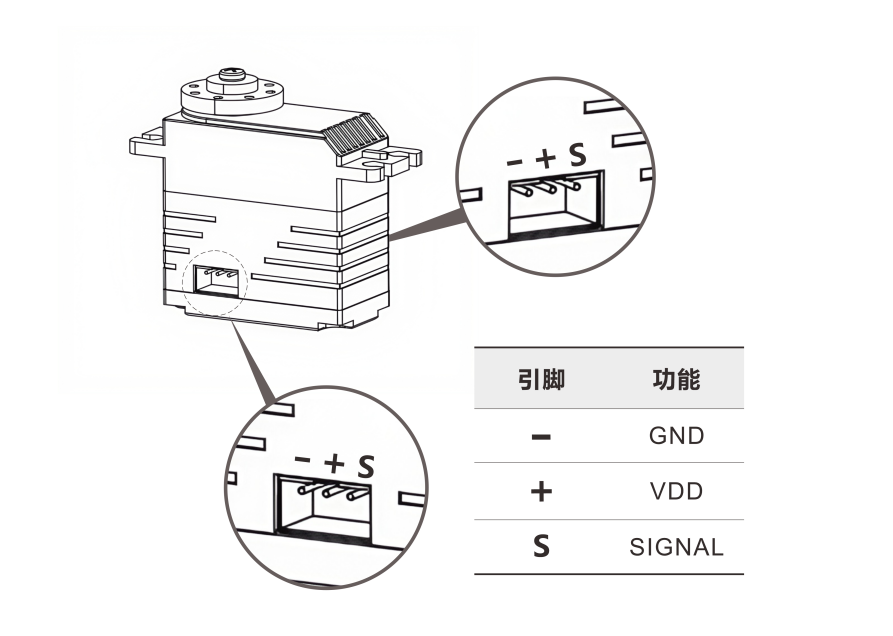 - + S
- + S
引脚 功能
- GND
+ VDD
S SIGNAL